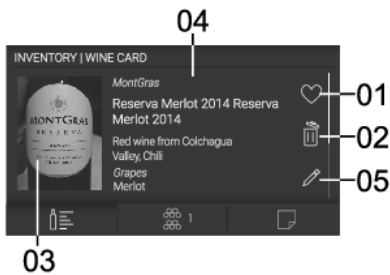 04
INVENTORY | WINE CARD
MontGras
Reserva Merlot 2014 Reserva
Merlot 2014
Red wine from Colchagua
Valley, Chili
Grapes
Merlot
MONTGRAS
RESERVA
01
02
05
1
03